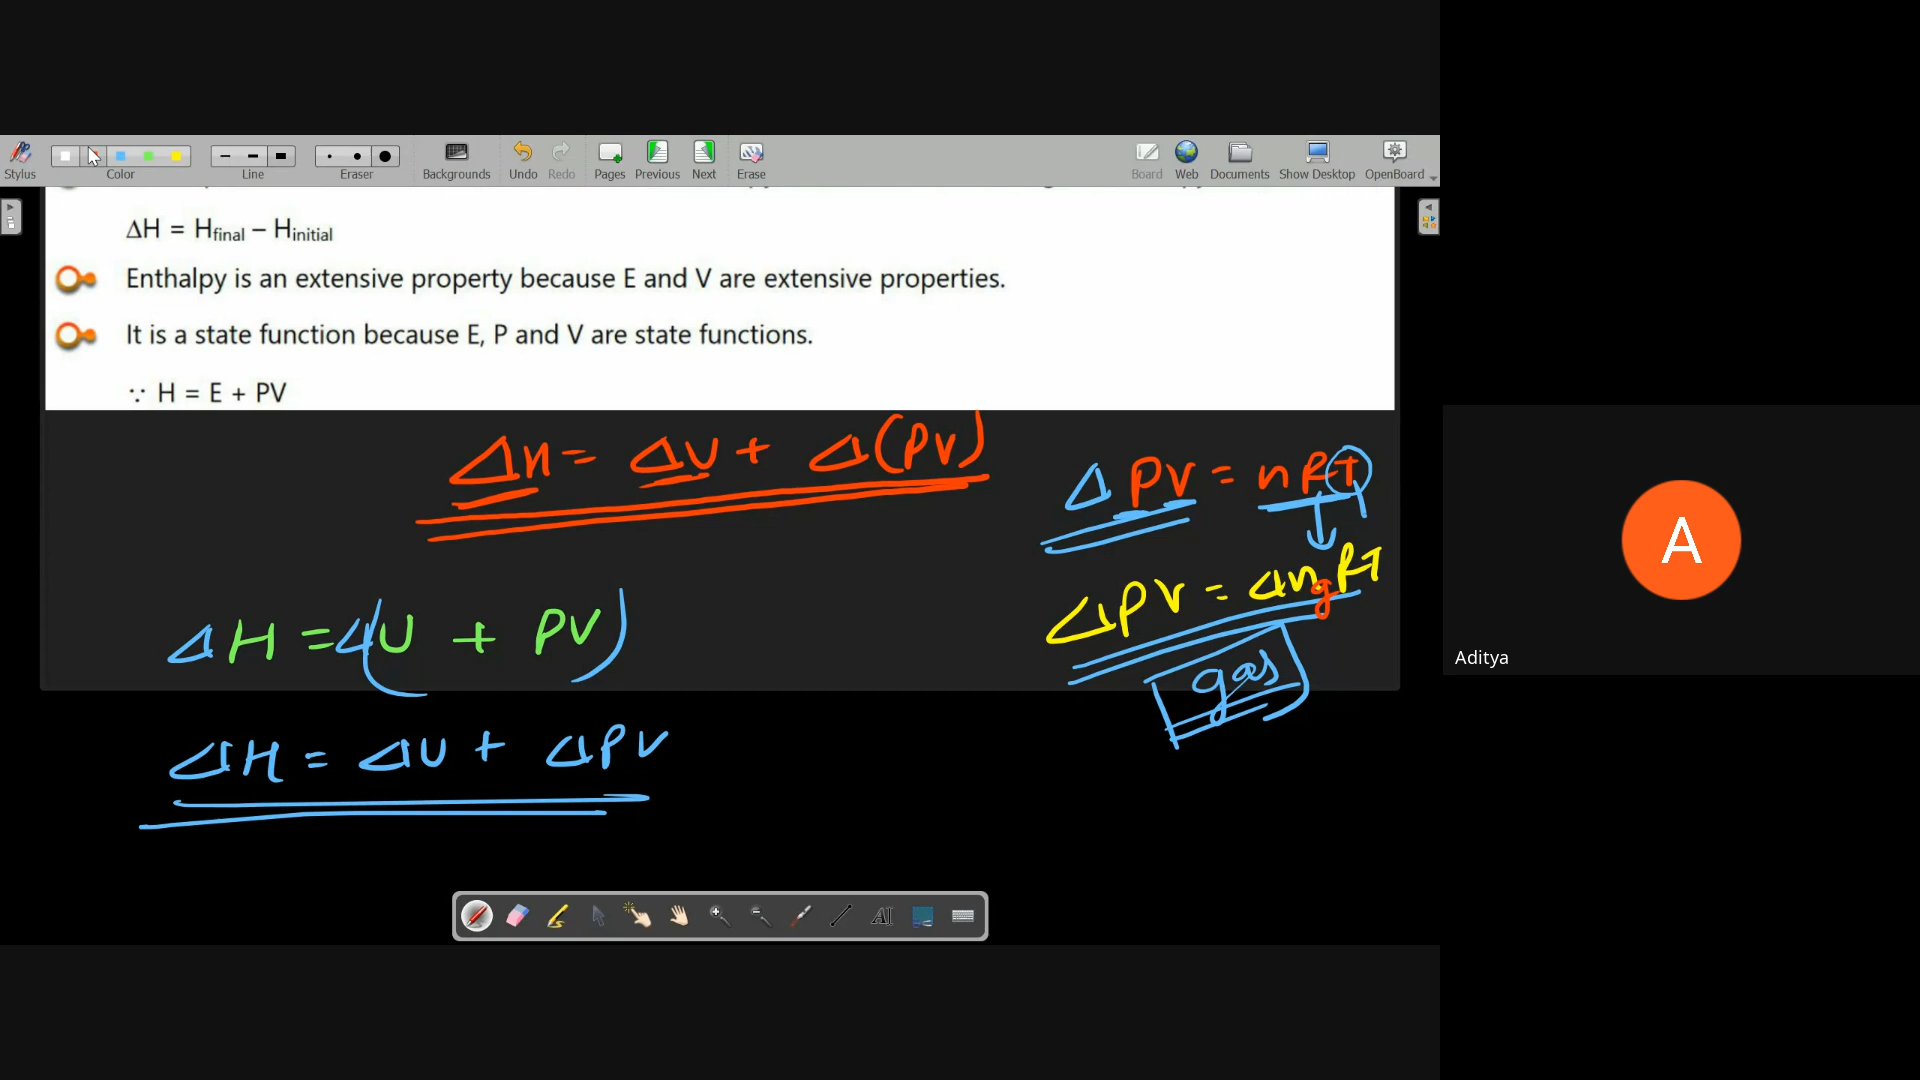 Stylus
Color
Line
Eraser
Backgrounds
Undo
Redo
Pages
Previous
Next
Erase
Board
Web
Documents
Show Desktop
OpenBoard
ΔH = Hfinal – Hinitial
Enthalpy is an extensive property because E and V are extensive properties.
It is a state function because E, P and V are state functions.
∵ H = E + PV
ΔH = ΔU + Δ(PV)
Δ PV = nRT
ΔPV = ΔngRT
gas
ΔH = Δ(U + PV)
ΔH = ΔU + ΔPV
A
Aditya